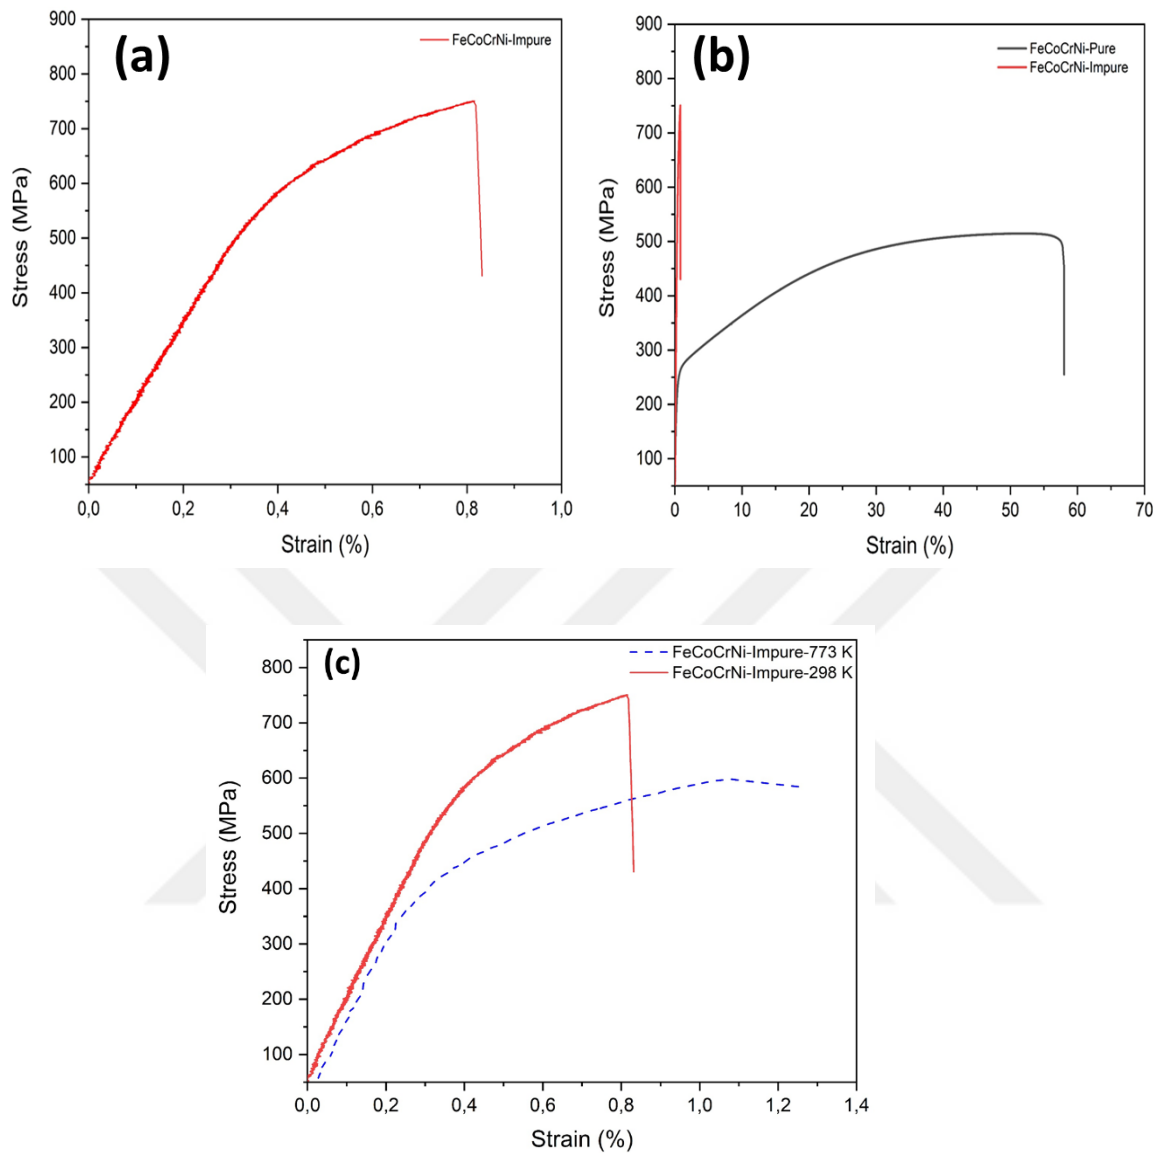 (a)
FeCoCrNi-Impure
900
800
700
600
500
400
300
200
100
Stress (MPa)
0,0 0,2 0,4 0,6 0,8 1,0
Strain (%)
(b)
FeCoCrNi-Pure
FeCoCrNi-Impure
900
800
700
600
500
400
300
200
100
Stress (MPa)
0 10 20 30 40 50 60 70
Strain (%)
(c)
FeCoCrNi-Impure-773 K
FeCoCrNi-Impure-298 K
800
700
600
500
400
300
200
100
Stress (MPa)
0,0 0,2 0,4 0,6 0,8 1,0 1,2 1,4
Strain (%)